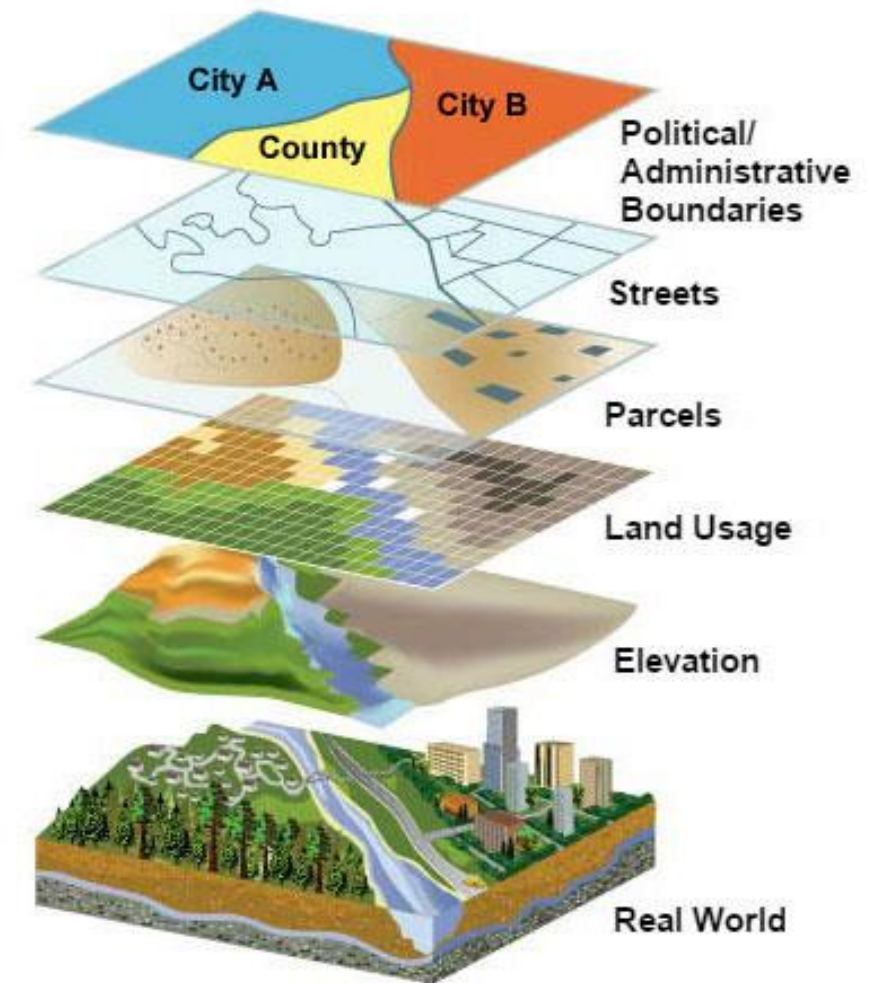 City A
City B
County
Political/
Administrative
Boundaries
Streets
Parcels
Land Usage
Elevation
Real World